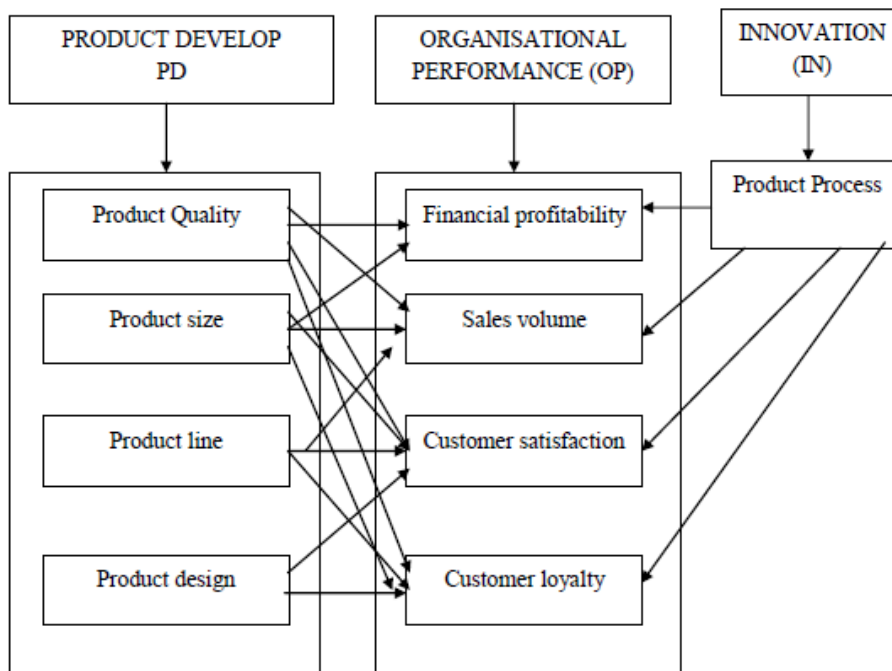 PRODUCT DEVELOP
PD
ORGANISATIONAL
PERFORMANCE (OP)
INNOVATION
(IN)
Product Quality
Financial profitability
Product Process
Product size
Sales volume
Product line
Customer satisfaction
Product design
Customer loyalty